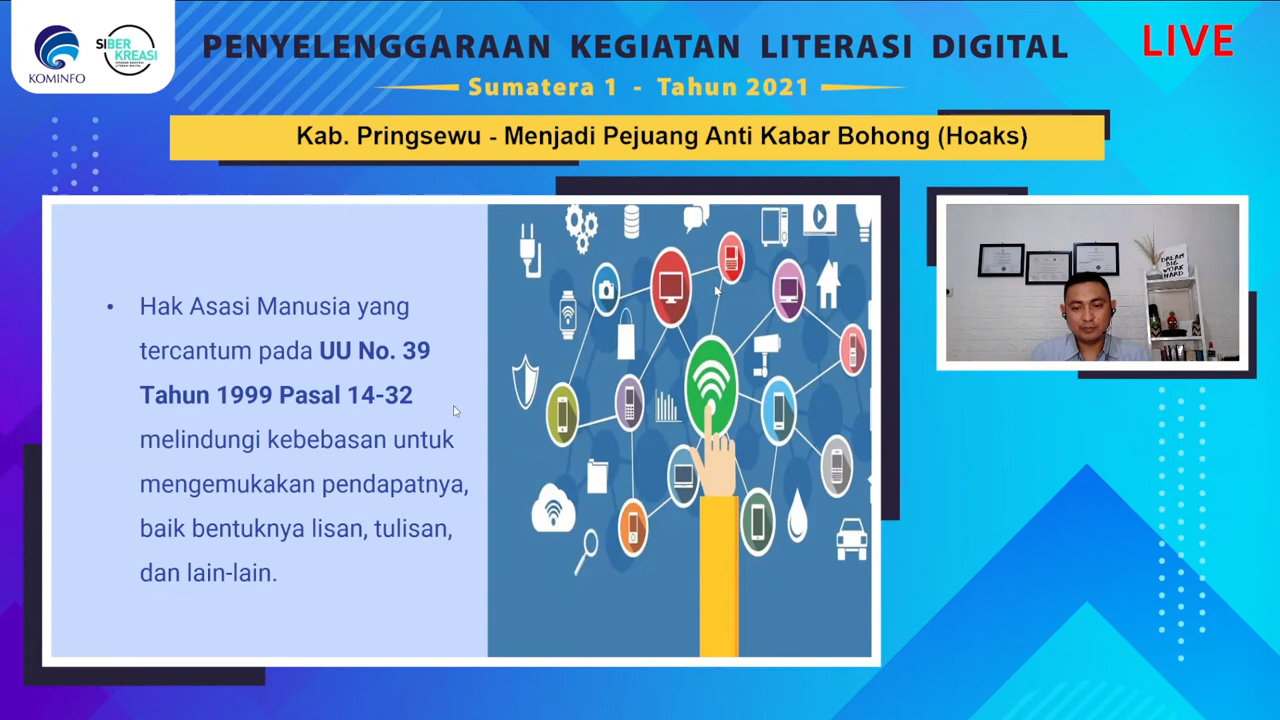 KOMINFO
SIBER KREASI
PENYELENGGARAAN KEGIATAN LITERASI DIGITAL
LIVE
Sumatera 1 - Tahun 2021
Kab. Pringsewu - Menjadi Pejuang Anti Kabar Bohong (Hoaks)
• Hak Asasi Manusia yang
tercantum pada UU No. 39
Tahun 1999 Pasal 14-32
melindungi kebebasan untuk
mengemukakan pendapatnya,
baik bentuknya lisan, tulisan,
dan lain-lain.
DREAM
BIG
WORK
HARD